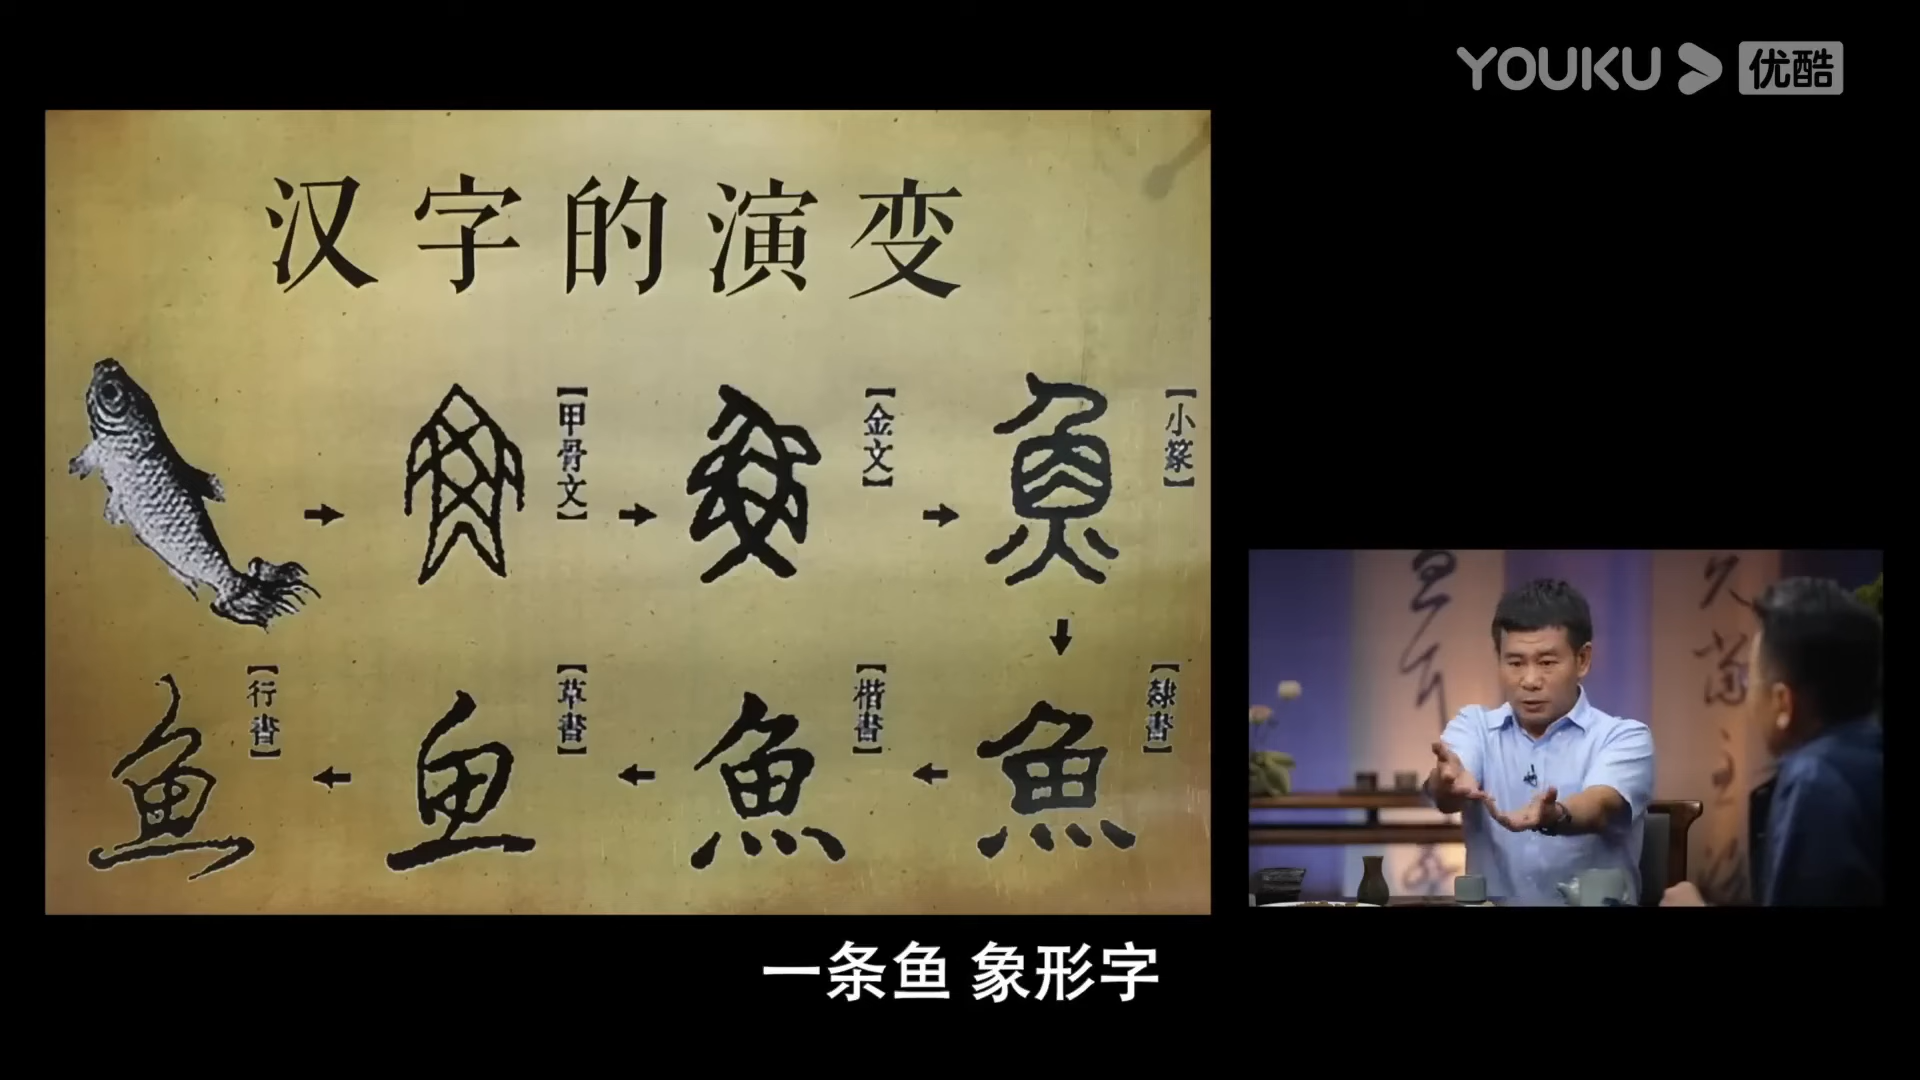 YOUKU 优酷
汉字的演变
【甲骨文】
【金文】
【小篆】
【隸書】
【楷書】
【草書】
【行書】
魚
魚
一条鱼 象形字